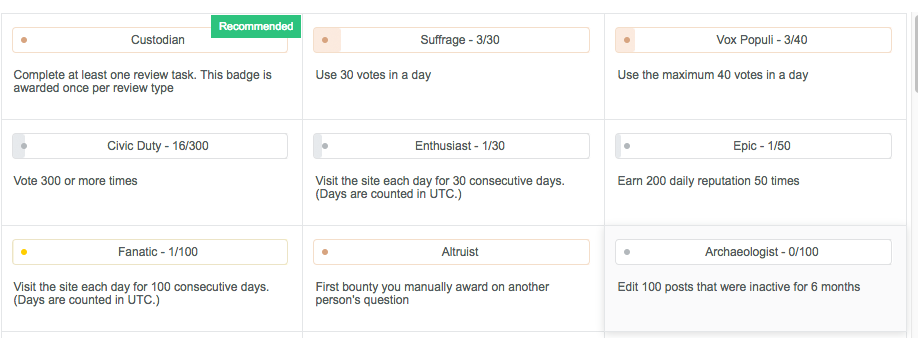 Recommended
Custodian
Suffrage - 3/30
Vox Populi - 3/40
Complete at least one review task. This badge is
awarded once per review type
Use 30 votes in a day
Use the maximum 40 votes in a day
Civic Duty - 16/300
Enthusiast - 1/30
Epic - 1/50
Vote 300 or more times
Visit the site each day for 30 consecutive days.
(Days are counted in UTC.)
Earn 200 daily reputation 50 times
Fanatic - 1/100
Altruist
Archaeologist - 0/100
Visit the site each day for 100 consecutive days.
(Days are counted in UTC.)
First bounty you manually award on another
person's question
Edit 100 posts that were inactive for 6 months